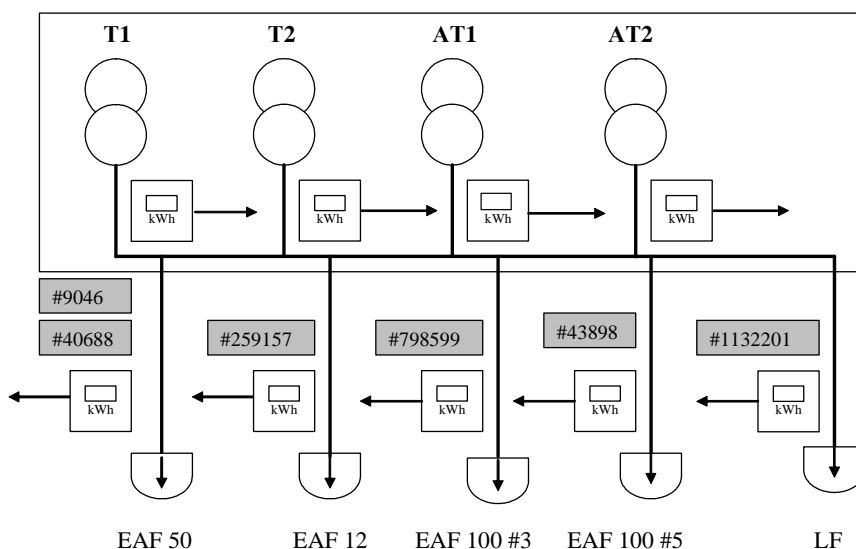 T1 T2 AT1 AT2
kWh kWh kWh kWh
#9046
#40688 #259157 #798599 #43898 #1132201
kWh kWh kWh kWh kWh
EAF 50 EAF 12 EAF 100 #3 EAF 100 #5 LF